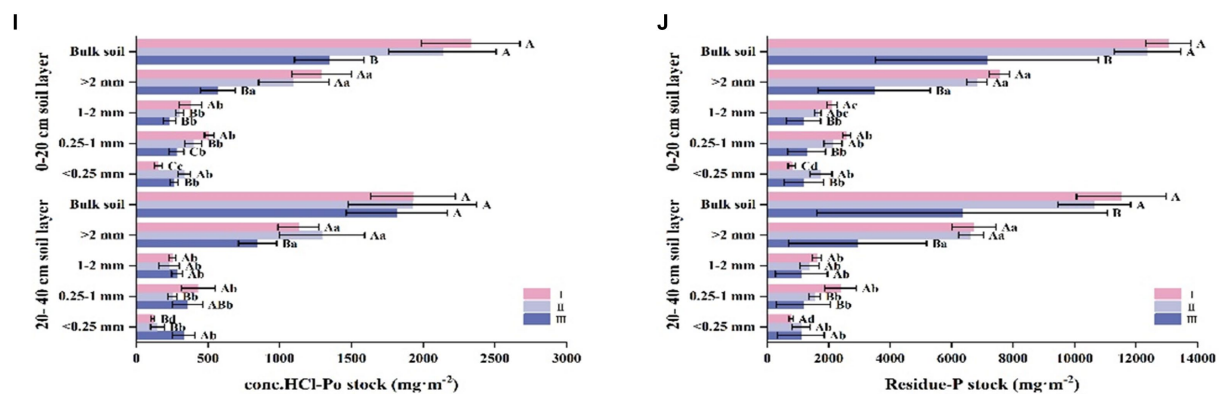 I
0-20 cm soil layer
20- 40 cm soil layer
Bulk soil
A
A
B
>2 mm
Aa
Aa
Ba
1-2 mm
Ab
Bb
Bb
0.25-1 mm
Ab
Bb
Cb
<0.25 mm
Cc
Ab
Bb
Bulk soil
A
A
A
>2 mm
Aa
Aa
Ba
1-2 mm
Ab
Ab
Ab
0.25-1 mm
Ab
Bb
ABb
<0.25 mm
Bd
Bb
Ab
I
II
III
0 500 1000 1500 2000 2500 3000
conc.HCl-Po stock (mg·m⁻²)
J
0-20 cm soil layer
20- 40 cm soil layer
Bulk soil
A
A
B
>2 mm
Aa
Aa
Ba
1-2 mm
Ac
Abc
Bb
0.25-1 mm
Ab
Ab
Bb
<0.25 mm
Cd
Ab
Bb
Bulk soil
A
A
B
>2 mm
Aa
Aa
Ba
1-2 mm
Ab
Ab
Ab
0.25-1 mm
Ab
Bb
Bb
<0.25 mm
Ad
Ab
Ab
I
II
III
0 2000 4000 6000 8000 10000 12000 14000
Residue-P stock (mg·m⁻²)